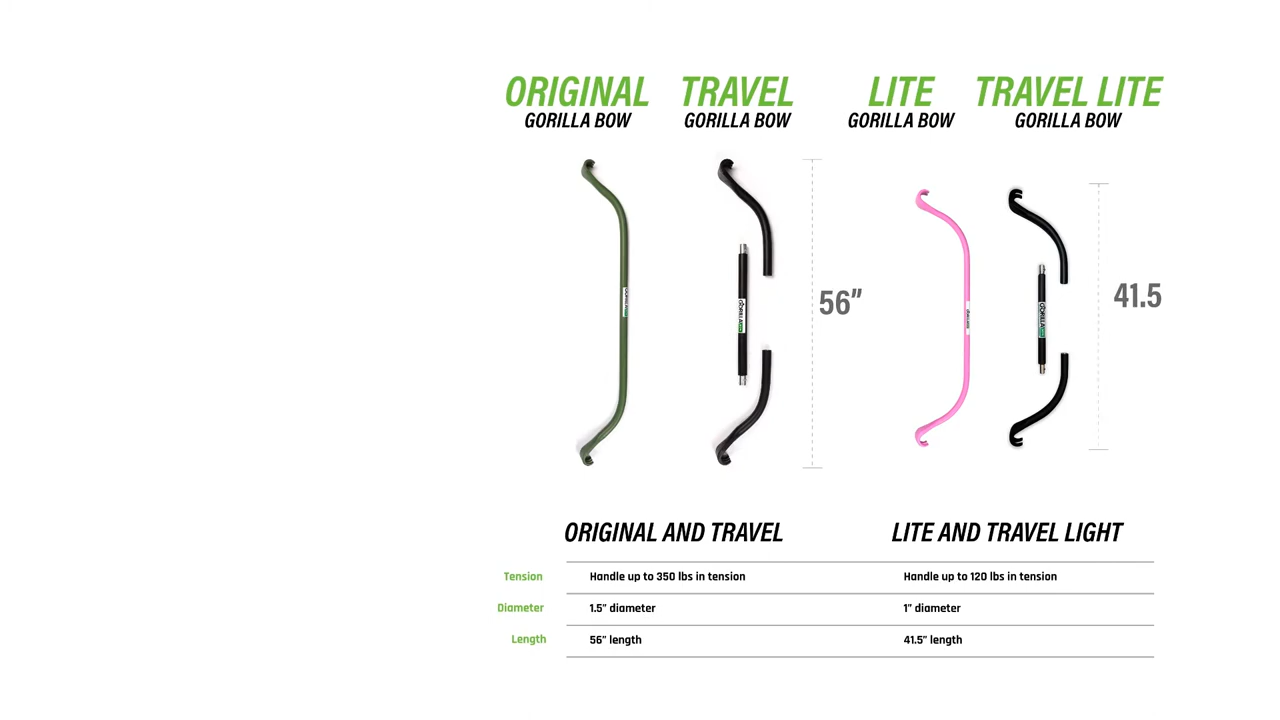 ORIGINAL TRAVEL LITE TRAVEL LITE
GORILLA BOW GORILLA BOW GORILLA BOW GORILLA BOW
56”
41.5
GORILLA
GORILLA
ORIGINAL AND TRAVEL LITE AND TRAVEL LIGHT
Tension Handle up to 350 lbs in tension Handle up to 120 lbs in tension
Diameter 1.5” diameter 1” diameter
Length 56” length 41.5” length